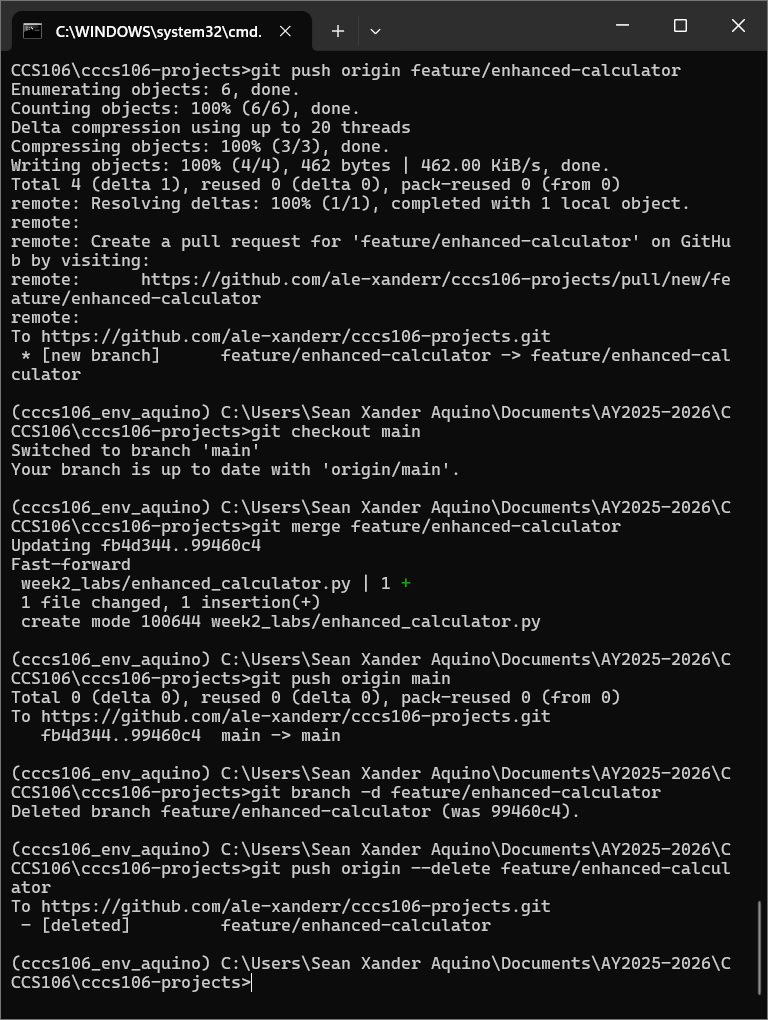 C:\WINDOWS\system32\cmd.
CCS106\cccs106-projects>git push origin feature/enhanced-calculator
Enumerating objects: 6, done.
Counting objects: 100% (6/6), done.
Delta compression using up to 20 threads
Compressing objects: 100% (3/3), done.
Writing objects: 100% (4/4), 462 bytes | 462.00 KiB/s, done.
Total 4 (delta 1), reused 0 (delta 0), pack-reused 0 (from 0)
remote: Resolving deltas: 100% (1/1), completed with 1 local object.
remote:
remote: Create a pull request for 'feature/enhanced-calculator' on GitHu
b by visiting:
remote:      https://github.com/ale-xanderr/cccs106-projects/pull/new/fe
ature/enhanced-calculator
remote:
To https://github.com/ale-xanderr/cccs106-projects.git
 * [new branch]      feature/enhanced-calculator -> feature/enhanced-cal
culator
(cccs106_env_aquino) C:\Users\Sean Xander Aquino\Documents\AY2025-2026\C
CCS106\cccs106-projects>git checkout main
Switched to branch 'main'
Your branch is up to date with 'origin/main'.
(cccs106_env_aquino) C:\Users\Sean Xander Aquino\Documents\AY2025-2026\C
CCS106\cccs106-projects>git merge feature/enhanced-calculator
Updating fb4d344..99460c4
Fast-forward
 week2_labs/enhanced_calculator.py | 1 +
 1 file changed, 1 insertion(+)
 create mode 100644 week2_labs/enhanced_calculator.py
(cccs106_env_aquino) C:\Users\Sean Xander Aquino\Documents\AY2025-2026\C
CCS106\cccs106-projects>git push origin main
Total 0 (delta 0), reused 0 (delta 0), pack-reused 0 (from 0)
To https://github.com/ale-xanderr/cccs106-projects.git
   fb4d344..99460c4  main -> main
(cccs106_env_aquino) C:\Users\Sean Xander Aquino\Documents\AY2025-2026\C
CCS106\cccs106-projects>git branch -d feature/enhanced-calculator
Deleted branch feature/enhanced-calculator (was 99460c4).
(cccs106_env_aquino) C:\Users\Sean Xander Aquino\Documents\AY2025-2026\C
CCS106\cccs106-projects>git push origin --delete feature/enhanced-calcul
ator
To https://github.com/ale-xanderr/cccs106-projects.git
 - [deleted]         feature/enhanced-calculator
(cccs106_env_aquino) C:\Users\Sean Xander Aquino\Documents\AY2025-2026\C
CCS106\cccs106-projects>